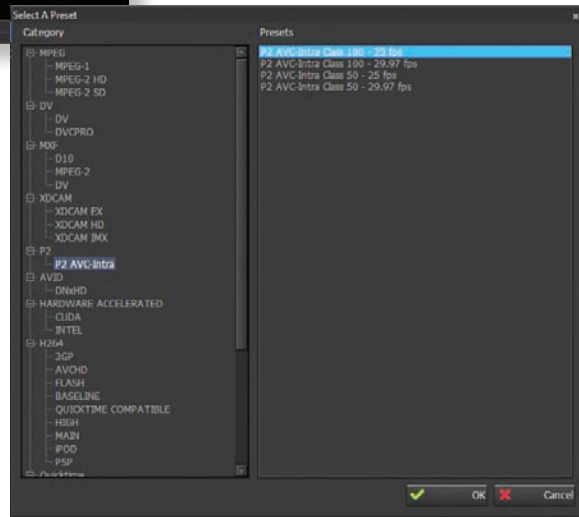 Select A Preset
Category
Presets
MPEG
MPEG-1
MPEG-2 HD
MPEG-2 SD
DV
DV
DVCPRO
MXF
D10
MPEG-2
DV
XDCAM
XDCAM EX
XDCAM HD
XDCAM IMX
P2
P2 AVC-Intra
AVID
DNxHD
HARDWARE ACCELERATED
CUDA
INTEL
H264
3GP
AVCHD
FLASH
BASELINE
QUICKTIME COMPATIBLE
HIGH
MAIN
IPOD
PSP
Quicktime
P2 AVC-Intra Class 100 - 25 fps
P2 AVC-Intra Class 100 - 29.97 fps
P2 AVC-Intra Class 50 - 25 fps
P2 AVC-Intra Class 50 - 29.97 fps
OK
Cancel